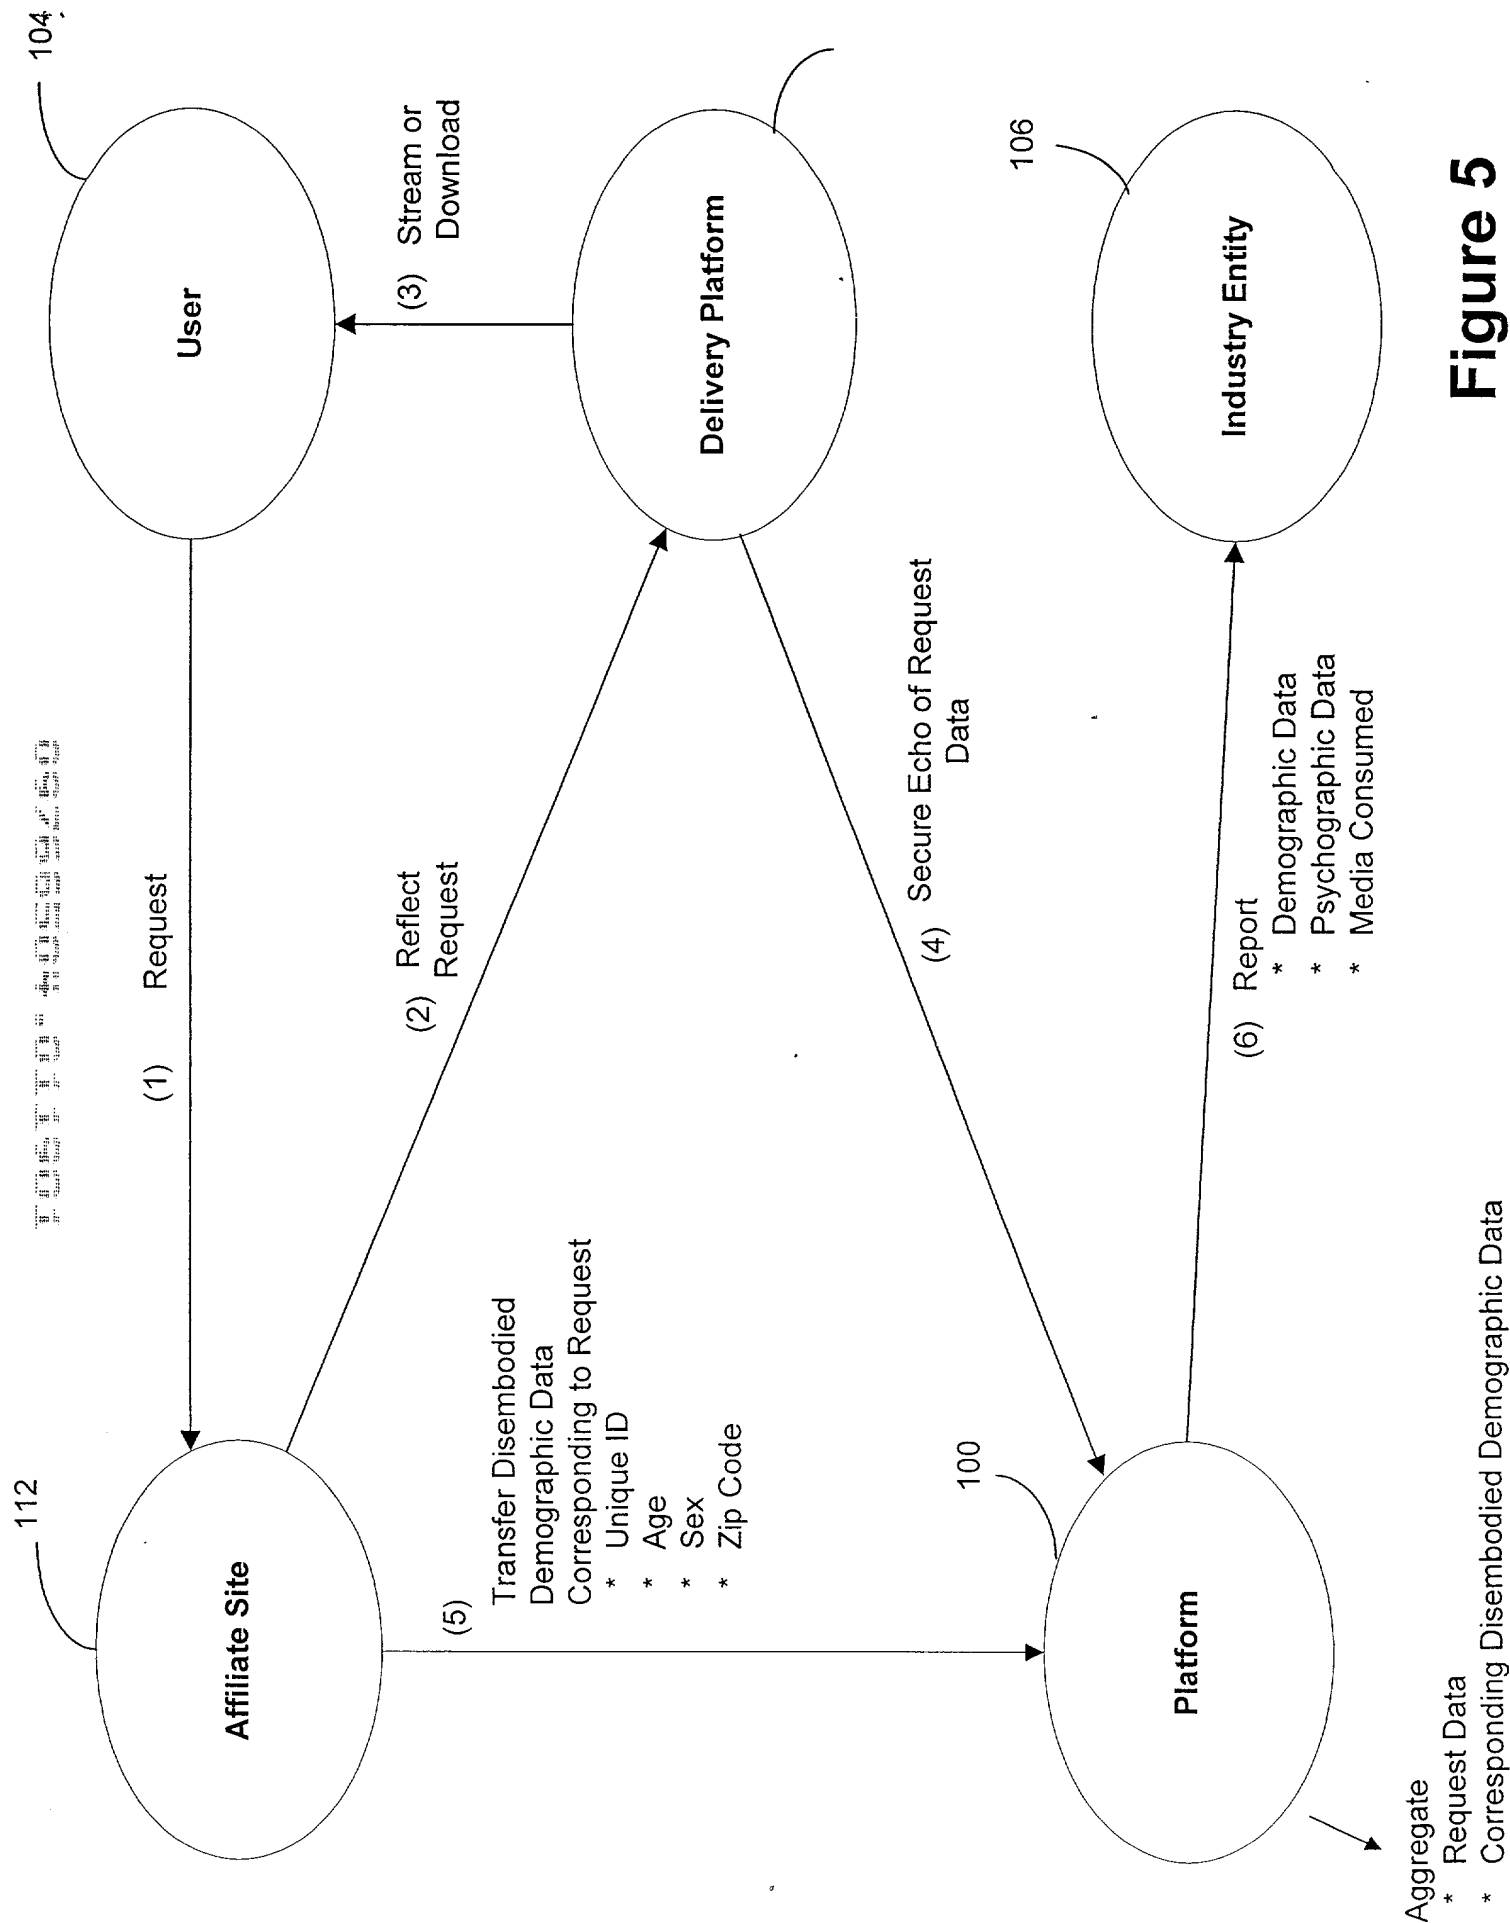 112
104
Affiliate Site
(1) Request
User
(2) Reflect
Request
(3) Stream or
Download
(5)
Transfer Disembodied
Demographic Data
Corresponding to Request
* Unique ID
* Age
* Sex
* Zip Code
Delivery Platform
(4) Secure Echo of Request
Data
100
106
Platform
(6) Report
* Demographic Data
* Psychographic Data
* Media Consumed
Industry Entity
Aggregate
* Request Data
* Corresponding Disembodied Demographic Data
Figure 5